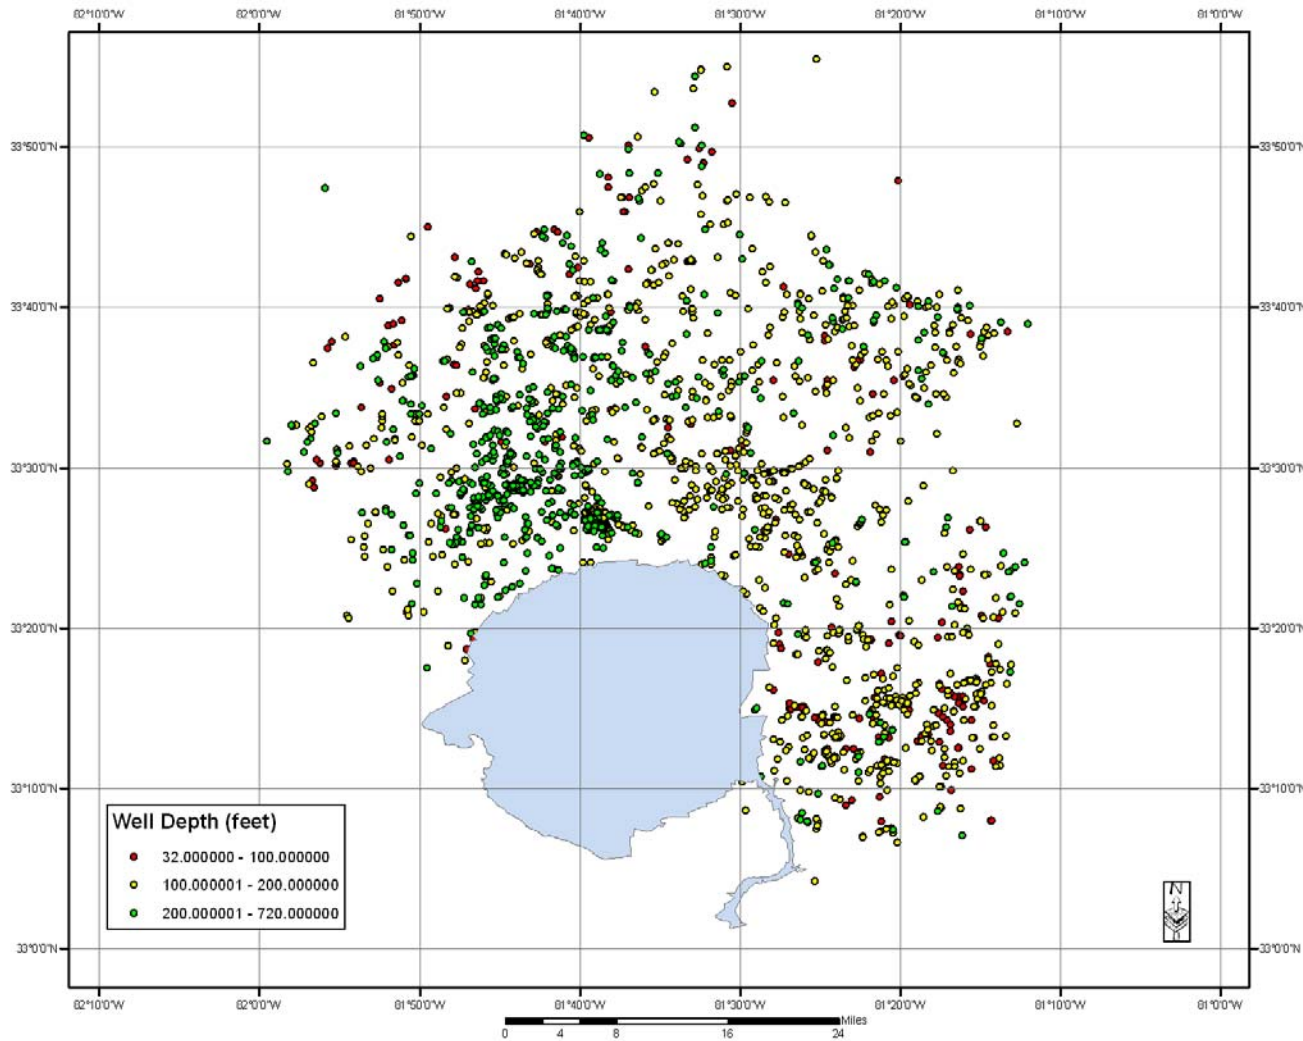 82°10'0"W 82°0'0"W 81°50'0"W 81°40'0"W 81°30'0"W 81°20'0"W 81°10'0"W 81°0'0"W
33°50'0"N 33°50'0"N
33°40'0"N 33°40'0"N
33°30'0"N 33°30'0"N
33°20'0"N 33°20'0"N
33°10'0"N 33°10'0"N
Well Depth (feet)
32.000000 - 100.000000
100.000001 - 200.000000
200.000001 - 720.000000
N
33°0'0"N 33°0'0"N
82°10'0"W 82°0'0"W 81°50'0"W 81°40'0"W 81°30'0"W 81°20'0"W 81°10'0"W 81°0'0"W
Miles
0 4 8 16 24